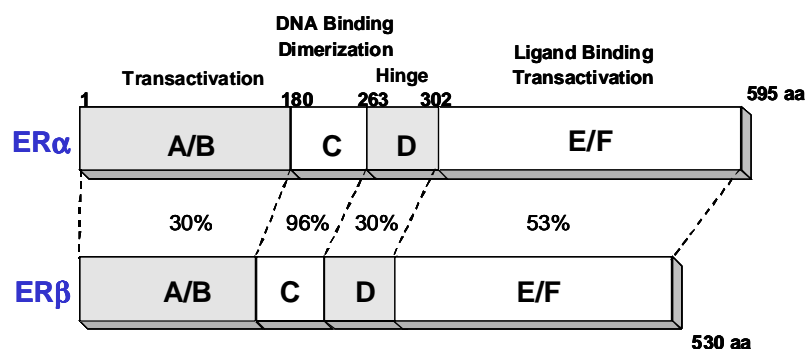 DNA Binding
Dimerization
Ligand Binding
Transactivation Hinge Transactivation
1 180 263 302 595 aa
ERα A/B C D E/F
30% 96% 30% 53%
ERβ A/B C D E/F
530 aa